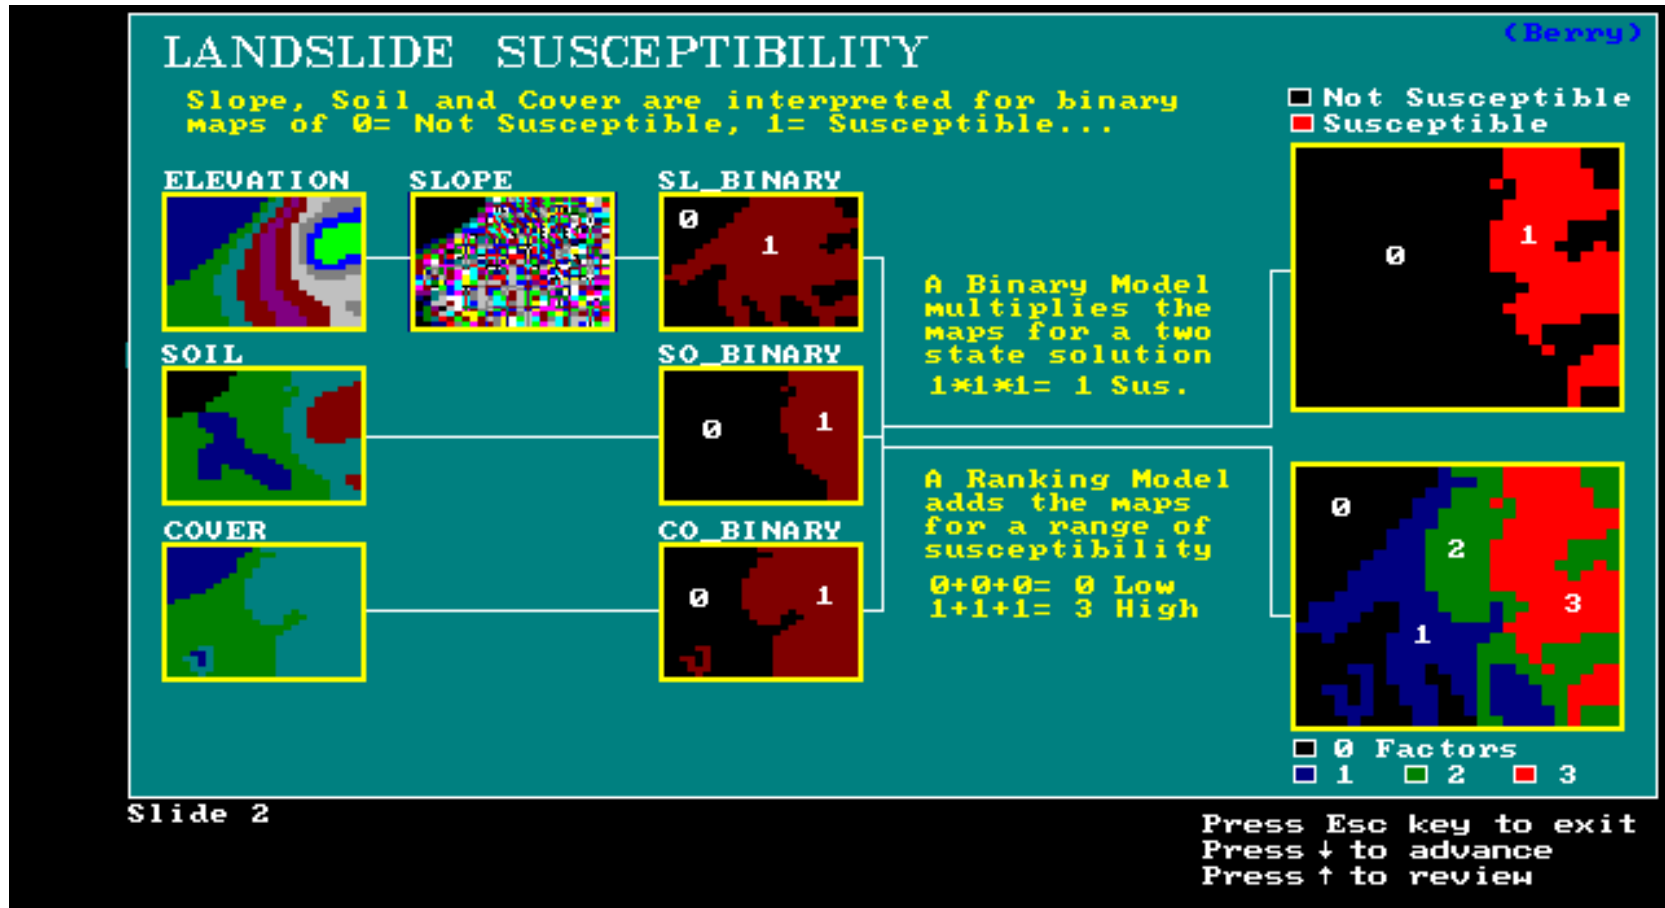 (Berry)
LANDSLIDE SUSCEPTIBILITY
Slope, Soil and Cover are interpreted for binary
maps of 0= Not Susceptible, 1= Susceptible...
Not Susceptible
Susceptible
ELEVATION
SLOPE
SL_BINARY
0
1
0
1
A Binary Model
multiplies the
maps for a two
state solution
1*1*1= 1 Sus.
SOIL
SO_BINARY
0
1
A Ranking Model
adds the maps
for a range of
susceptibility
0+0+0= 0 Low
1+1+1= 3 High
0
2
3
1
COVER
CO_BINARY
0
1
0 Factors
1 2 3
Slide 2
Press Esc key to exit
Press ↓ to advance
Press ↑ to review